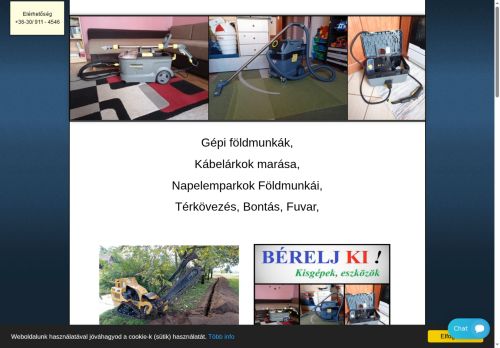 Elérhetőség
+36-30/ 911 - 4546
Gépi földmunkák,
Kábelárkok marása,
Napelemparkok Földmunkái,
Térkövezés, Bontás, Fuvar,
BÉRELJ KI !
Kisgépek, eszközök
Weboldalunk használatával jóváhagyod a cookie-k (sütik) használatát. Több info
Chat